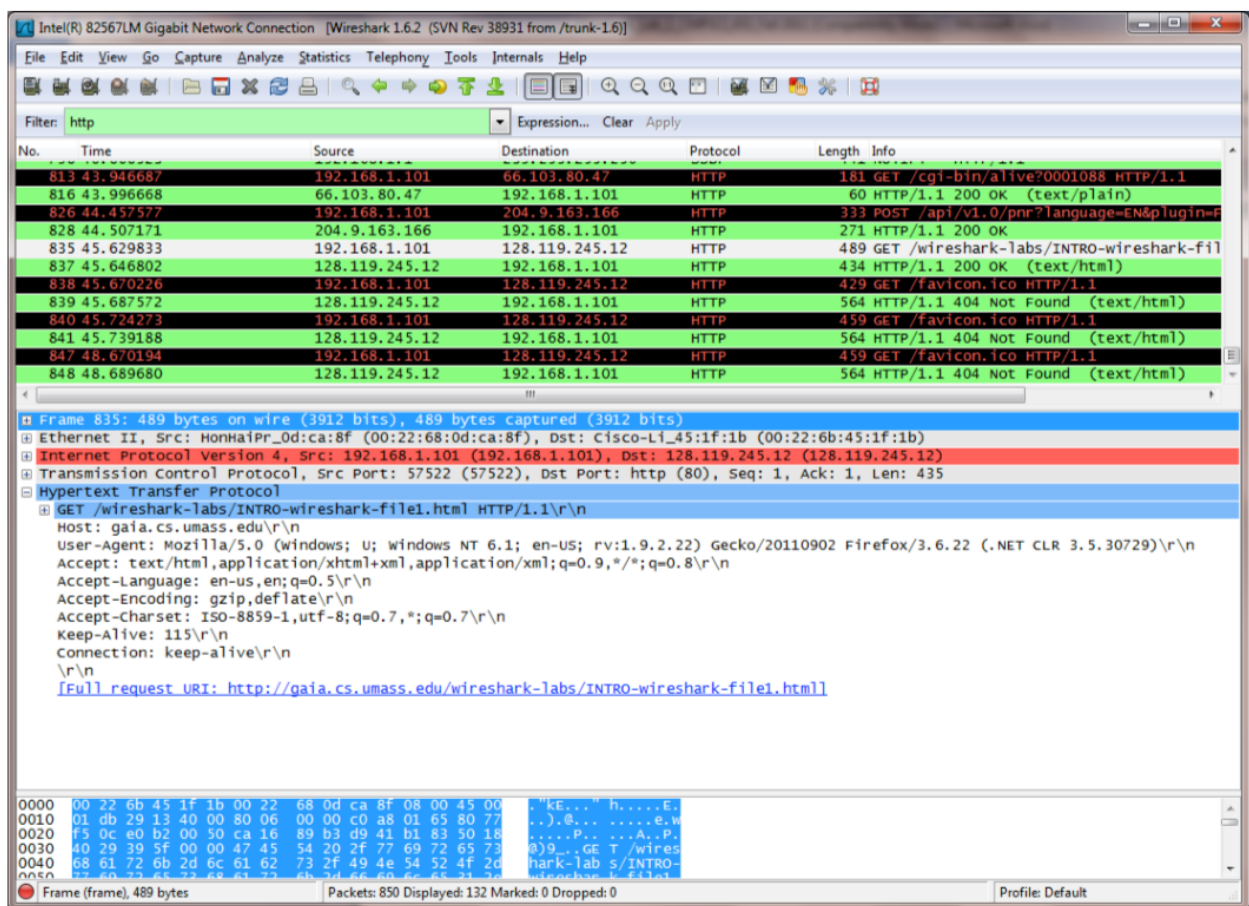 Intel(R) 82567LM Gigabit Network Connection [Wireshark 1.6.2 (SVN Rev 38931 from /trunk-1.6)]
File Edit View Go Capture Analyze Statistics Telephony Tools Internals Help
Filter: http Expression... Clear Apply
No. Time Source Destination Protocol Length Info
813 43.946687 192.168.1.101 66.103.80.47 HTTP 181 GET /cgi-bin/alive?0001088 HTTP/1.1
816 43.996668 66.103.80.47 192.168.1.101 HTTP 60 HTTP/1.1 200 OK (text/plain)
826 44.457577 192.168.1.101 204.9.163.166 HTTP 333 POST /api/v1.0/pnr?language=EN&plugin=F
828 44.507171 204.9.163.166 192.168.1.101 HTTP 271 HTTP/1.1 200 OK
835 45.629833 192.168.1.101 128.119.245.12 HTTP 489 GET /wireshark-labs/INTRO-wireshark-fil
837 45.646802 128.119.245.12 192.168.1.101 HTTP 434 HTTP/1.1 200 OK (text/html)
838 45.670226 192.168.1.101 128.119.245.12 HTTP 429 GET /favicon.ico HTTP/1.1
839 45.687572 128.119.245.12 192.168.1.101 HTTP 564 HTTP/1.1 404 Not Found (text/html)
840 45.724273 192.168.1.101 128.119.245.12 HTTP 459 GET /favicon.ico HTTP/1.1
841 45.739188 128.119.245.12 192.168.1.101 HTTP 564 HTTP/1.1 404 Not Found (text/html)
847 48.670194 192.168.1.101 128.119.245.12 HTTP 459 GET /favicon.ico HTTP/1.1
848 48.689680 128.119.245.12 192.168.1.101 HTTP 564 HTTP/1.1 404 Not Found (text/html)
Frame 835: 489 bytes on wire (3912 bits), 489 bytes captured (3912 bits)
Ethernet II, Src: HonHaiPr_0d:ca:8f (00:22:68:0d:ca:8f), Dst: Cisco-Li_45:1f:1b (00:22:6b:45:1f:1b)
Internet Protocol Version 4, Src: 192.168.1.101 (192.168.1.101), Dst: 128.119.245.12 (128.119.245.12)
Transmission Control Protocol, Src Port: 57522 (57522), Dst Port: http (80), Seq: 1, Ack: 1, Len: 435
Hypertext Transfer Protocol
GET /wireshark-labs/INTRO-wireshark-file1.html HTTP/1.1\r\n
Host: gaia.cs.umass.edu\r\n
User-Agent: Mozilla/5.0 (Windows; U; Windows NT 6.1; en-US; rv:1.9.2.22) Gecko/20110902 Firefox/3.6.22 (.NET CLR 3.5.30729)\r\n
Accept: text/html,application/xhtml+xml,application/xml;q=0.9,*/*;q=0.8\r\n
Accept-Language: en-us,en;q=0.5\r\n
Accept-Encoding: gzip,deflate\r\n
Accept-Charset: ISO-8859-1,utf-8;q=0.7,*;q=0.7\r\n
Keep-Alive: 115\r\n
Connection: keep-alive\r\n
\r\n
[Full request URI: http://gaia.cs.umass.edu/wireshark-labs/INTRO-wireshark-file1.html]
0000 00 22 6b 45 1f 1b 00 22 68 0d ca 8f 08 00 45 00 ."kE..." h.....E.
0010 01 db 29 13 40 00 80 06 00 00 c0 a8 01 65 80 77 ..).@... .....e.w
0020 f5 0c e0 b2 00 50 ca 16 89 b3 d9 41 b1 83 50 18 .....P.. ...A..P.
0030 40 29 39 5f 00 00 47 45 54 20 2f 77 69 72 65 73 @)9_..GE T /wires
0040 68 61 72 6b 2d 6c 61 62 73 2f 49 4e 54 52 4f 2d hark-lab s/INTRO-
0050 77 69 72 65 73 68 61 72 6b 2d 66 69 6c 65 31 2e wireshar k-file1.
Frame (frame), 489 bytes Packets: 850 Displayed: 132 Marked: 0 Dropped: 0 Profile: Default